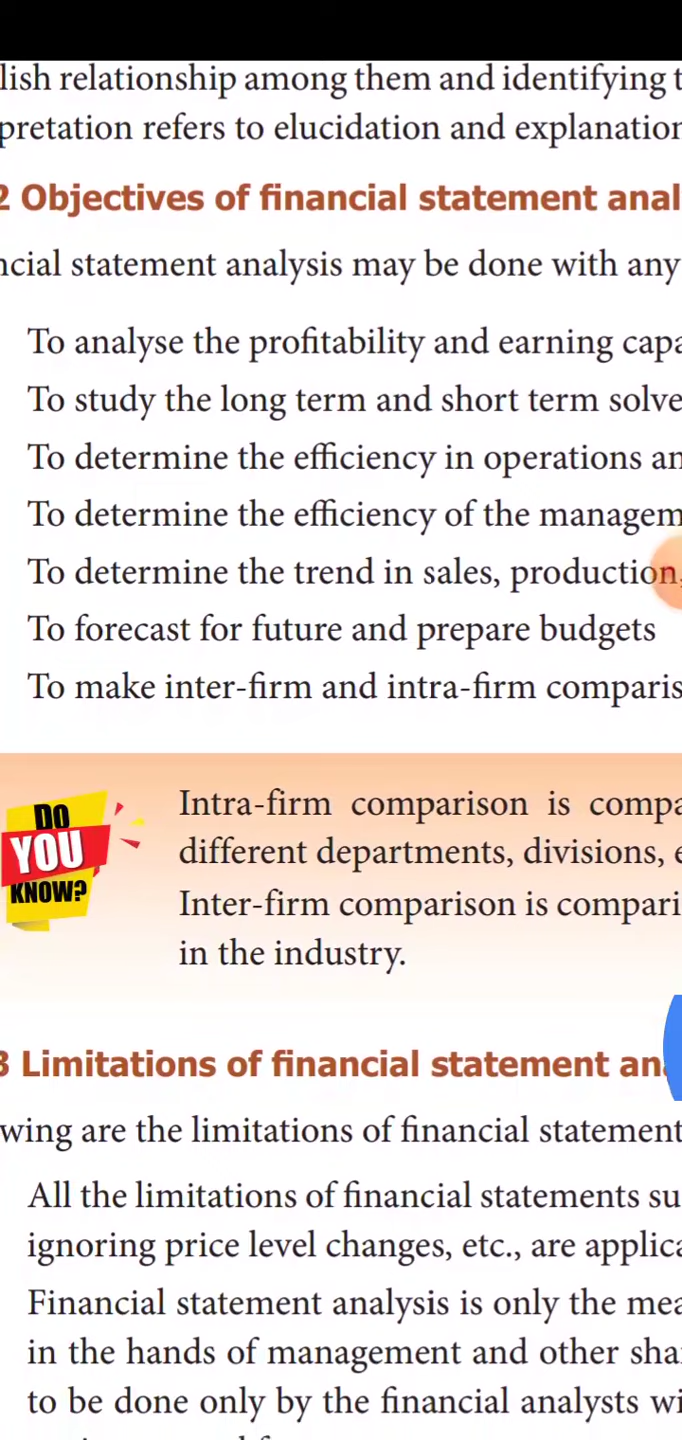 lish relationship among them and identifying t
pretation refers to elucidation and explanation
2 Objectives of financial statement anal
ncial statement analysis may be done with any
To analyse the profitability and earning capa
To study the long term and short term solve
To determine the efficiency in operations an
To determine the efficiency of the managem
To determine the trend in sales, production,
To forecast for future and prepare budgets
To make inter-firm and intra-firm comparis
DO
YOU
KNOW?
Intra-firm comparison is compa
different departments, divisions, e
Inter-firm comparison is compari
in the industry.
3 Limitations of financial statement ana
wing are the limitations of financial statement
All the limitations of financial statements su
ignoring price level changes, etc., are applica
Financial statement analysis is only the mea
in the hands of management and other sha
to be done only by the financial analysts wi